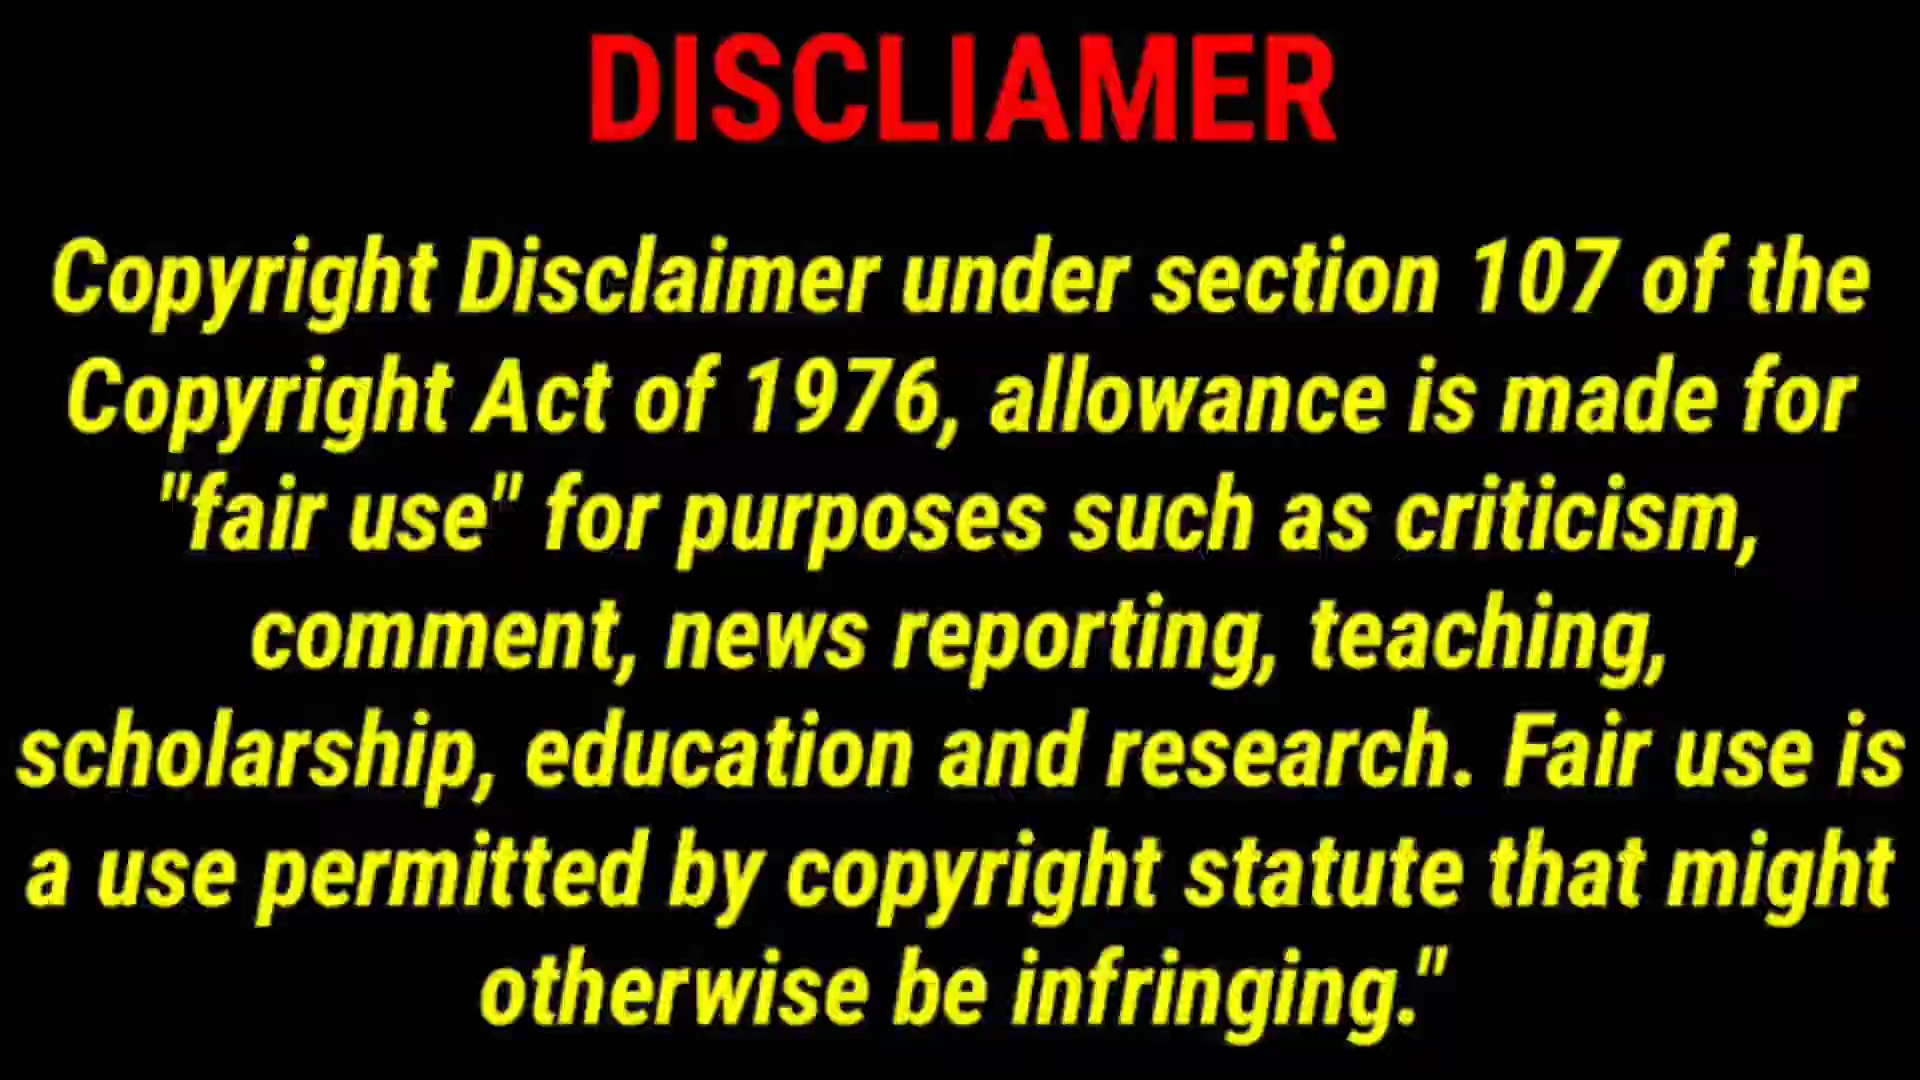 DISCLIAMER
Copyright Disclaimer under section 107 of the
Copyright Act of 1976, allowance is made for
"fair use" for purposes such as criticism,
comment, news reporting, teaching,
scholarship, education and research. Fair use is
a use permitted by copyright statute that might
otherwise be infringing."